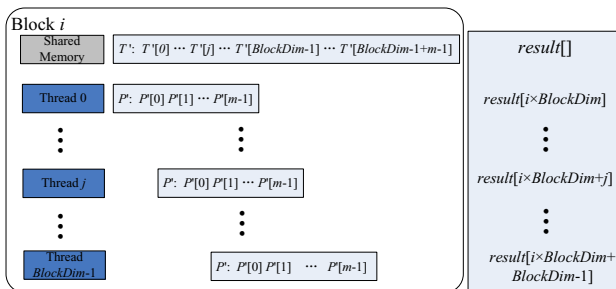 Block i
Shared Memory
T': T'[0] ··· T'[j] ··· T'[BlockDim-1] ··· T'[BlockDim-1+m-1]
result[]
Thread 0
P': P'[0] P'[1] ··· P'[m-1]
result[i×BlockDim]
Thread j
P': P'[0] P'[1] ··· P'[m-1]
result[i×BlockDim+j]
Thread
BlockDim-1
P': P'[0] P'[1] ··· P'[m-1]
result[i×BlockDim+
BlockDim-1]